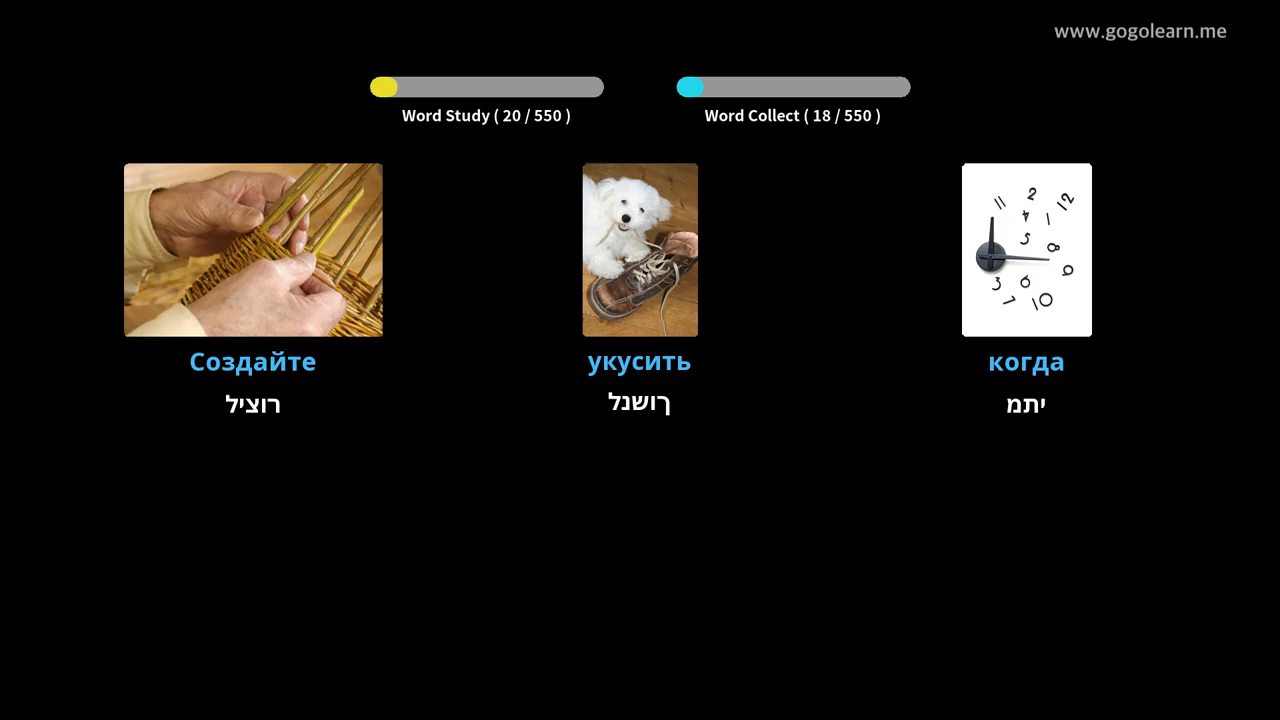 www.gogolearn.me
Word Study ( 20 / 550 )
Word Collect ( 18 / 550 )
Создайте
רוציל
укусить
ךושנל
когда
יתמ